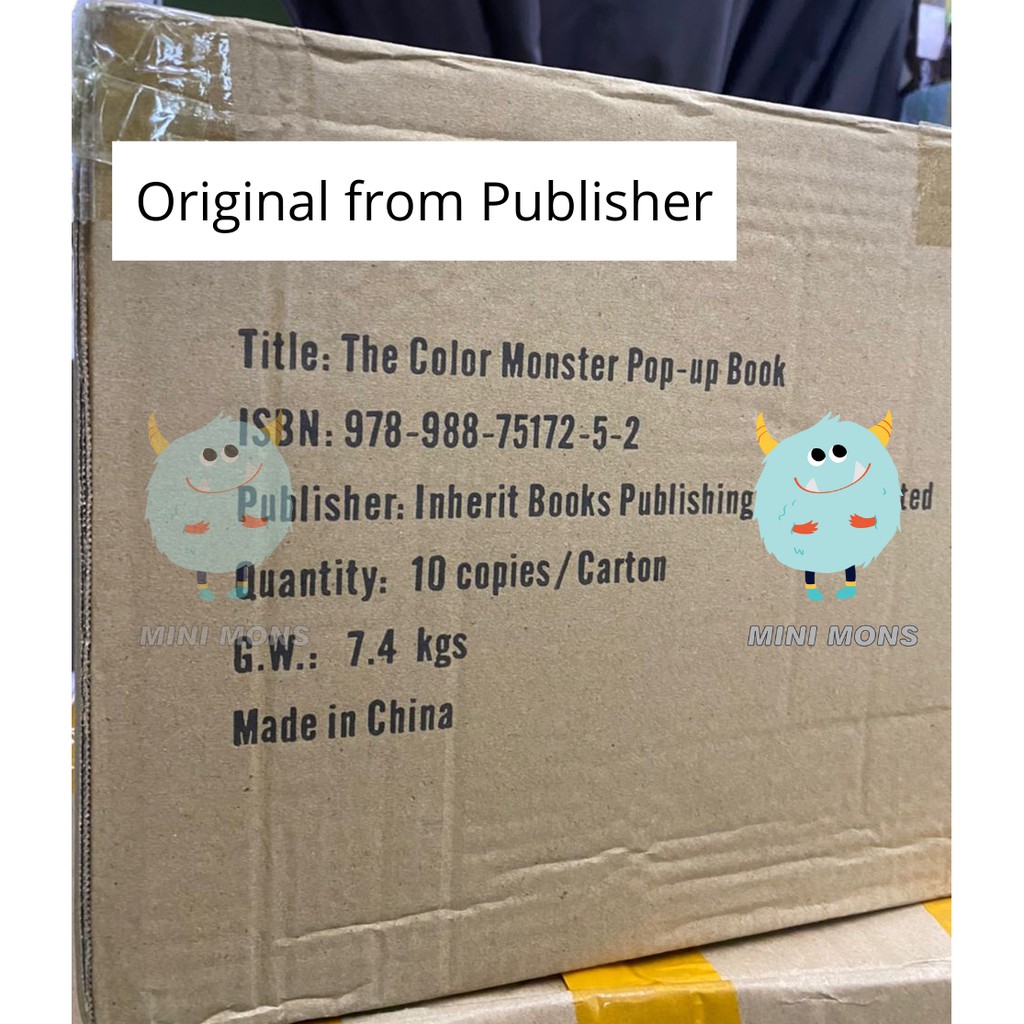 Original from Publisher
Title: The Color Monster Pop-up Book
ISBN: 978-988-75172-5-2
Publisher: Inherit Books Publishing
Quantity: 10 copies/Carton
MINI MONS
MINI MONS
G.W.: 7.4 kgs
Made in China